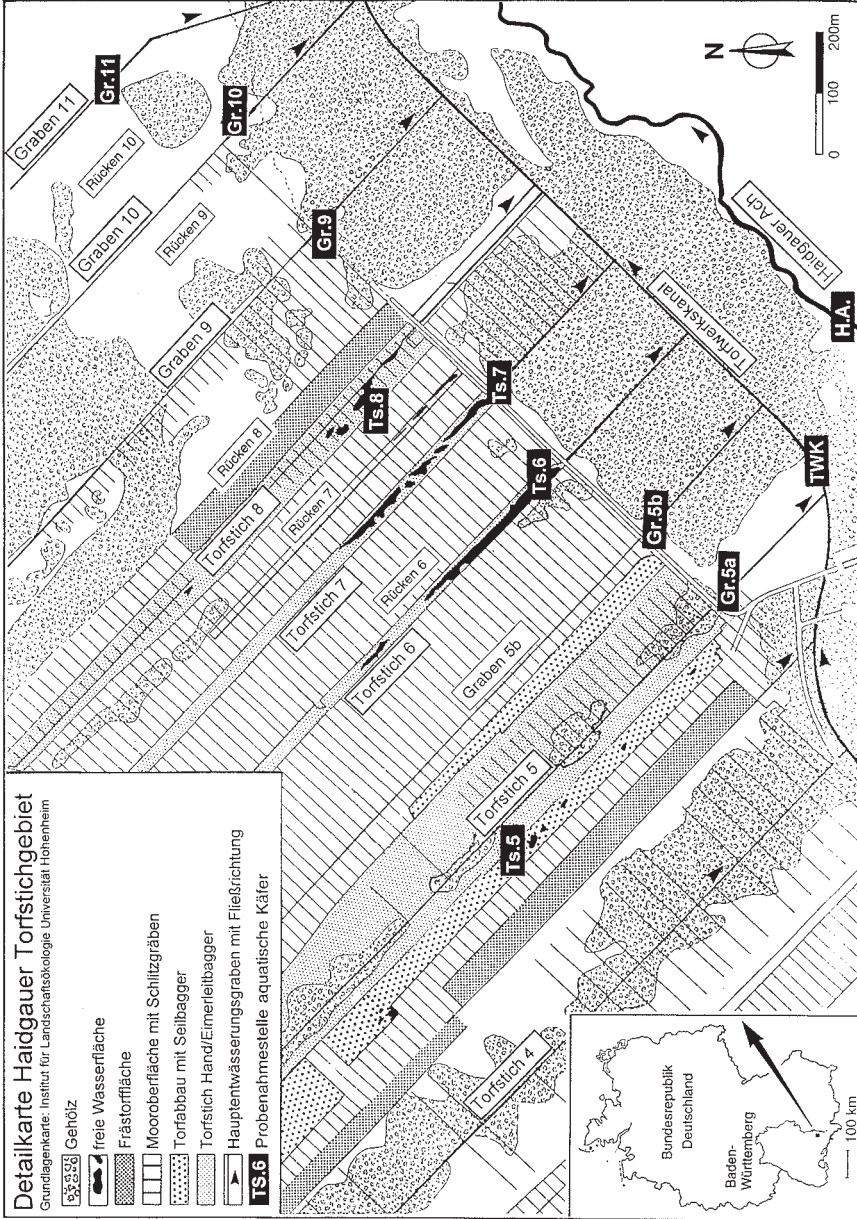 Detailkarte Haidgauer Torfstichgebiet
Grundlagenkarte: Institut für Landschaftsökologie Universität Hohenheim
Gehölz
freie Wasserfläche
Frästorffläche
Mooroberfläche mit Schlitzgräben
Torfabbau mit Seilbagger
Torfstich Hand/Eimerleitbagger
Hauptentwässerungsgraben mit Fließrichtung
TS.6 Probenahmestelle aquatische Käfer
Graben 11
Gr.11
Rücken 10
Graben 10
Gr.10
Rücken 9
Graben 9
Gr.9
Rücken 8
Torfstich 8
Ts.8
Rücken 7
Torfstich 7
Ts.7
Rücken 6
Torfstich 6
Ts.6
Graben 5b
Gr.5b
Torfstich 5
Ts.5
Gr.5a
Torfstich 4
TWK
Torfwerkskanal
Haidgauer Ach
H.A.
N
0 100 200m
Bundesrepublik
Deutschland
Baden-
Württemberg
100 km